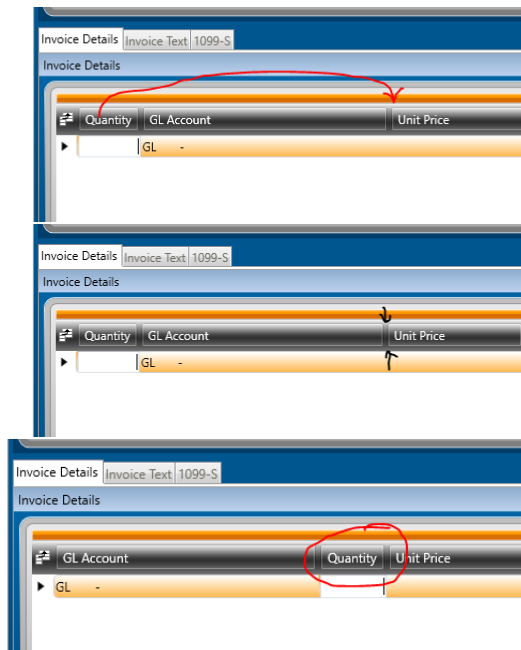 Invoice Details Invoice Text 1099-S
Invoice Details
Quantity GL Account Unit Price
GL -
Invoice Details Invoice Text 1099-S
Invoice Details
Quantity GL Account Unit Price
GL -
Invoice Details Invoice Text 1099-S
Invoice Details
GL Account Quantity Unit Price
GL -